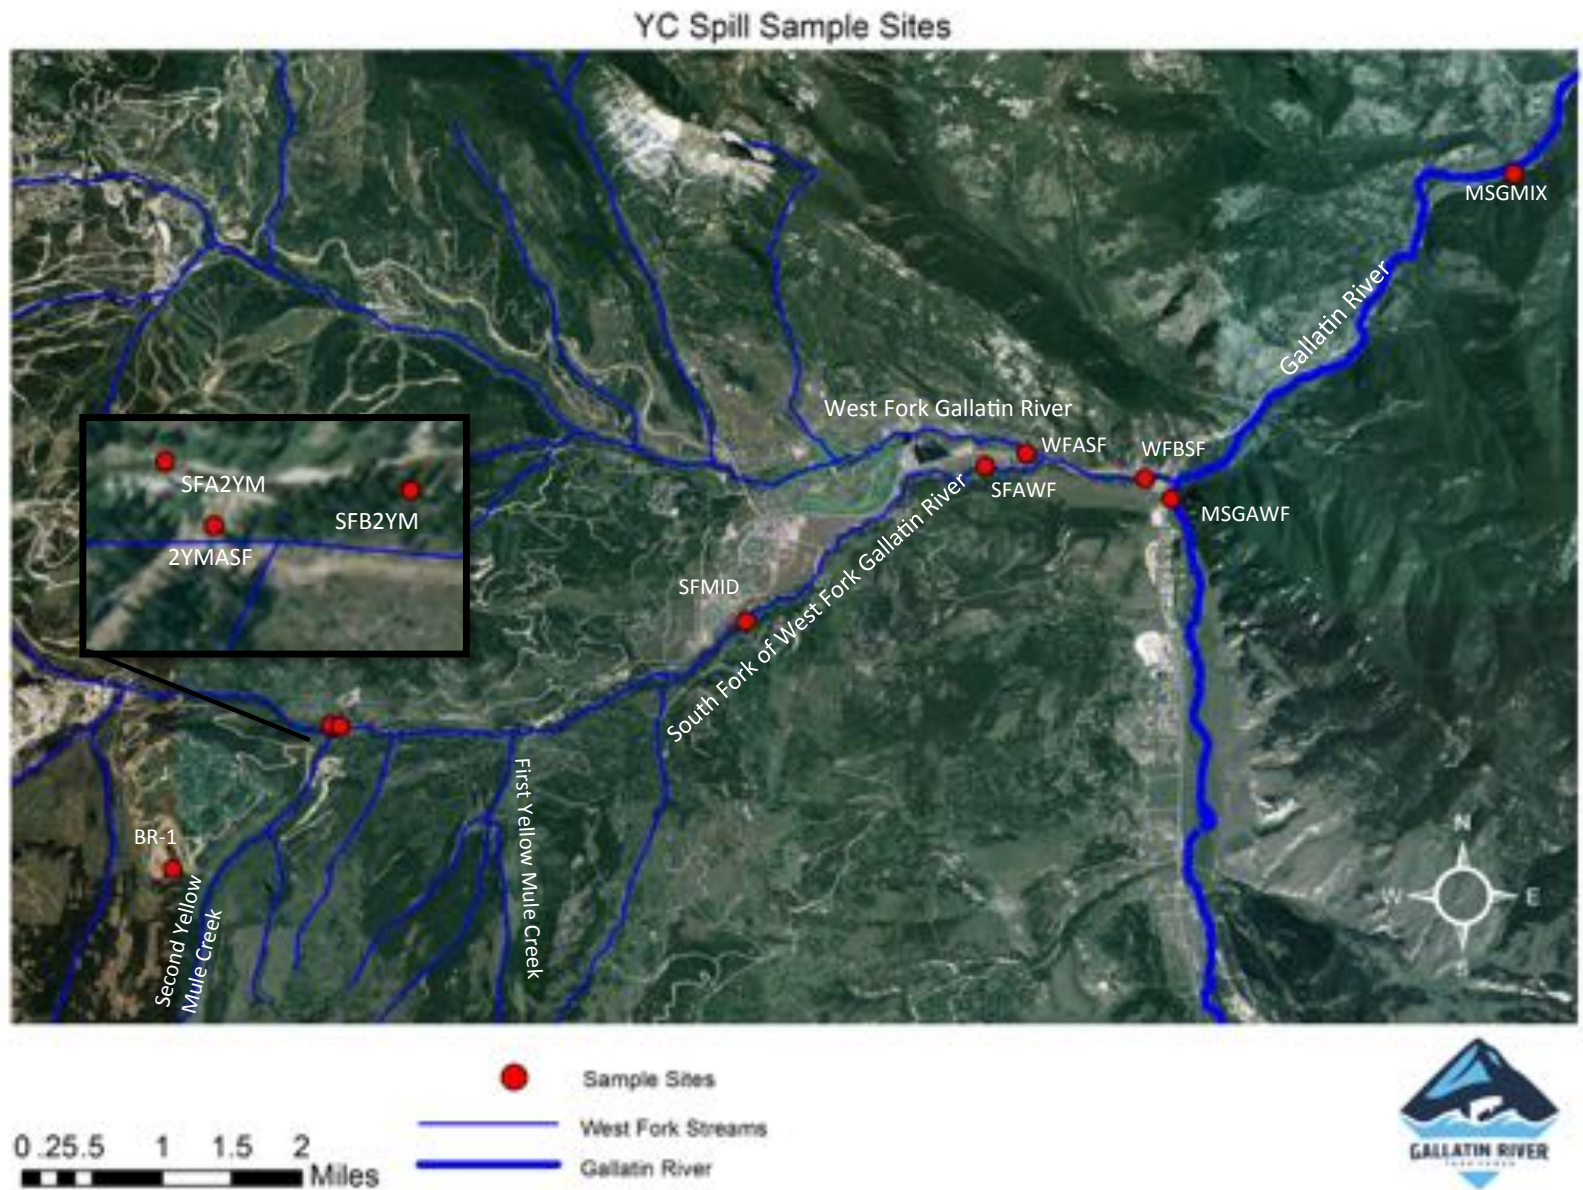 YC Spill Sample Sites
MSGMIX
Gallatin River
West Fork Gallatin River
WFASF
WFBSF
SFAWF
MSGAWF
SFA2YM
SFB2YM
2YMASF
SFMID
South Fork of West Fork Gallatin River
First Yellow Mule Creek
BR-1
Second Yellow
Mule Creek
N
W
E
S
Sample Sites
West Fork Streams
Gallatin River
0 .25.5 1 1.5 2
Miles
GALLATIN RIVER